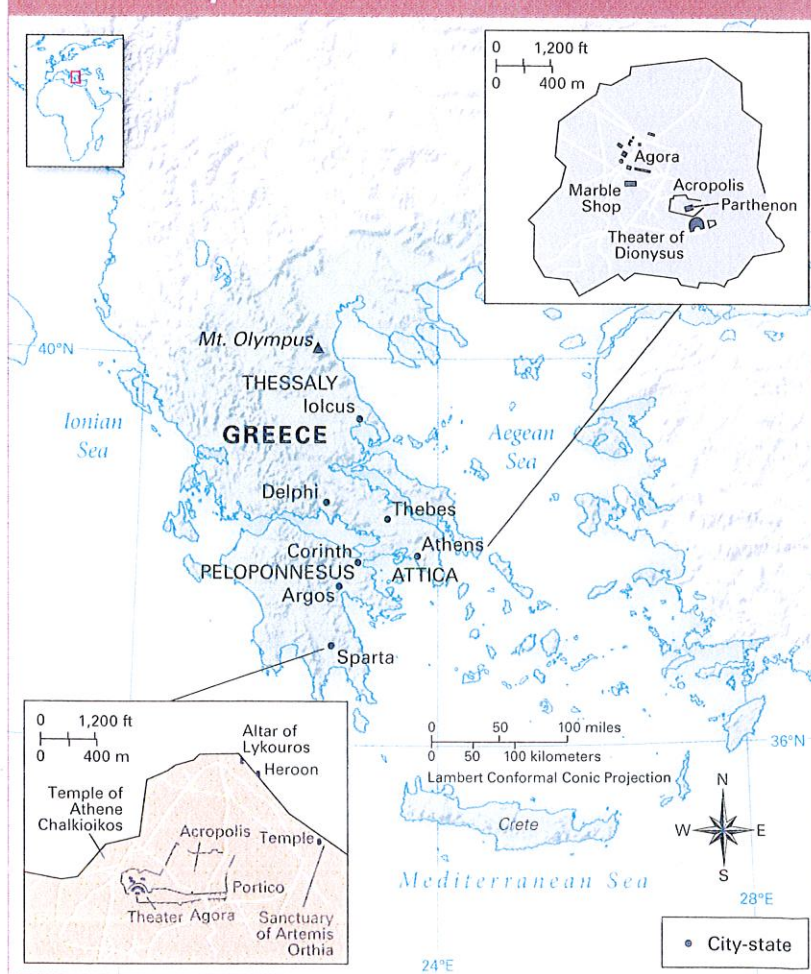 0 1,200 ft
0 400 m
Agora
Marble
Shop
Acropolis
Parthenon
Theater of
Dionysus
Mt. Olympus
40°N
THESSALY
Iolcus
Ionian
Sea
GREECE
Aegean
Sea
Delphi
Thebes
Corinth
Athens
PELOPONNESUS
ATTICA
Argos
Sparta
0 1,200 ft
0 400 m
Altar of
Lykouros
Heroon
Temple of
Athene
Chalkioikos
Acropolis
Temple
Portico
Theater
Agora
Sanctuary
of Artemis
Orthia
0 50 100 miles
0 50 100 kilometers
Lambert Conformal Conic Projection
36°N
Crete
N
W E
S
Mediterranean Sea
28°E
24°E
City-state